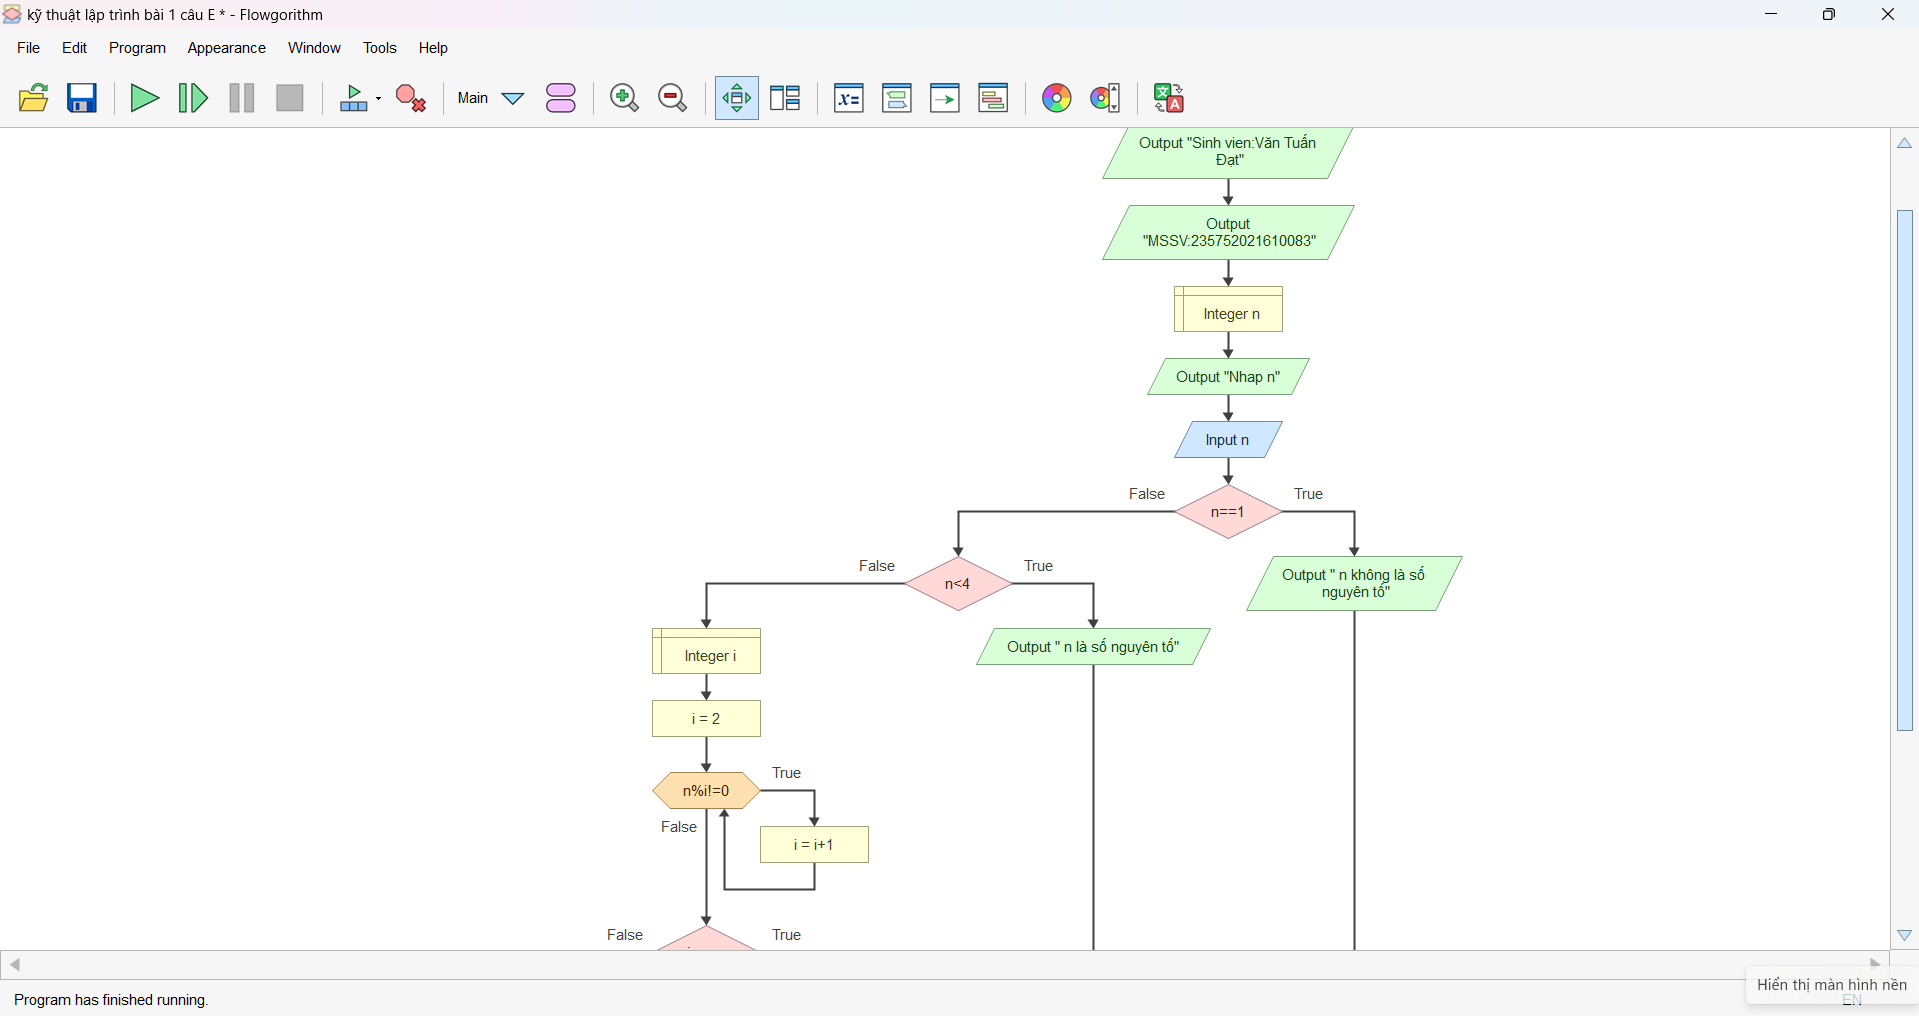 kỹ thuật lập trình bài 1 câu E * - Flowgorithm
File Edit Program Appearance Window Tools Help
Main
Output "Sinh vien:Văn Tuấn
Đạt"
Output
"MSSV:235752021610083"
Integer n
Output "Nhap n"
Input n
False True
n==1
False True
n<4
Output " n không là số
nguyên tố"
Integer i
Output " n là số nguyên tố"
i = 2
True
n%i!=0
False
i = i+1
False True
Program has finished running.
Hiển thị màn hình nền
EN